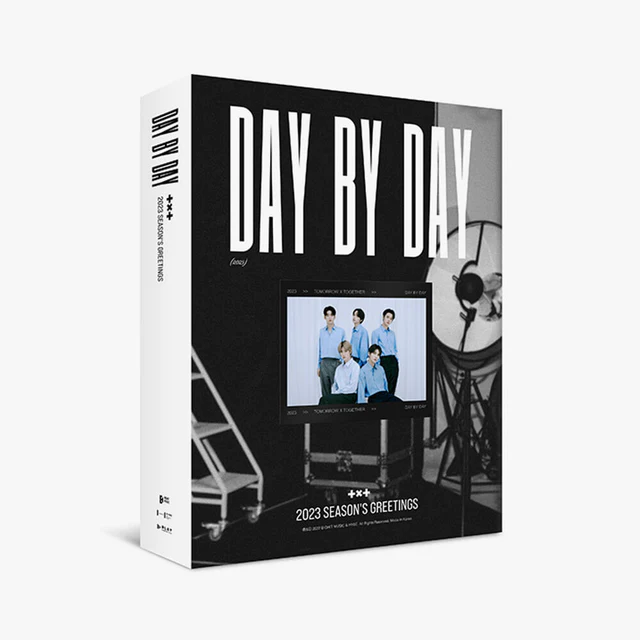 DAY BY DAY
+×+
2023 SEASON'S GREETINGS
DAY BY DAY
(2023)
2023 TOMORROW X TOGETHER DAY BY DAY
2023 TOMORROW X TOGETHER DAY BY DAY
+×+
2023 SEASON'S GREETINGS